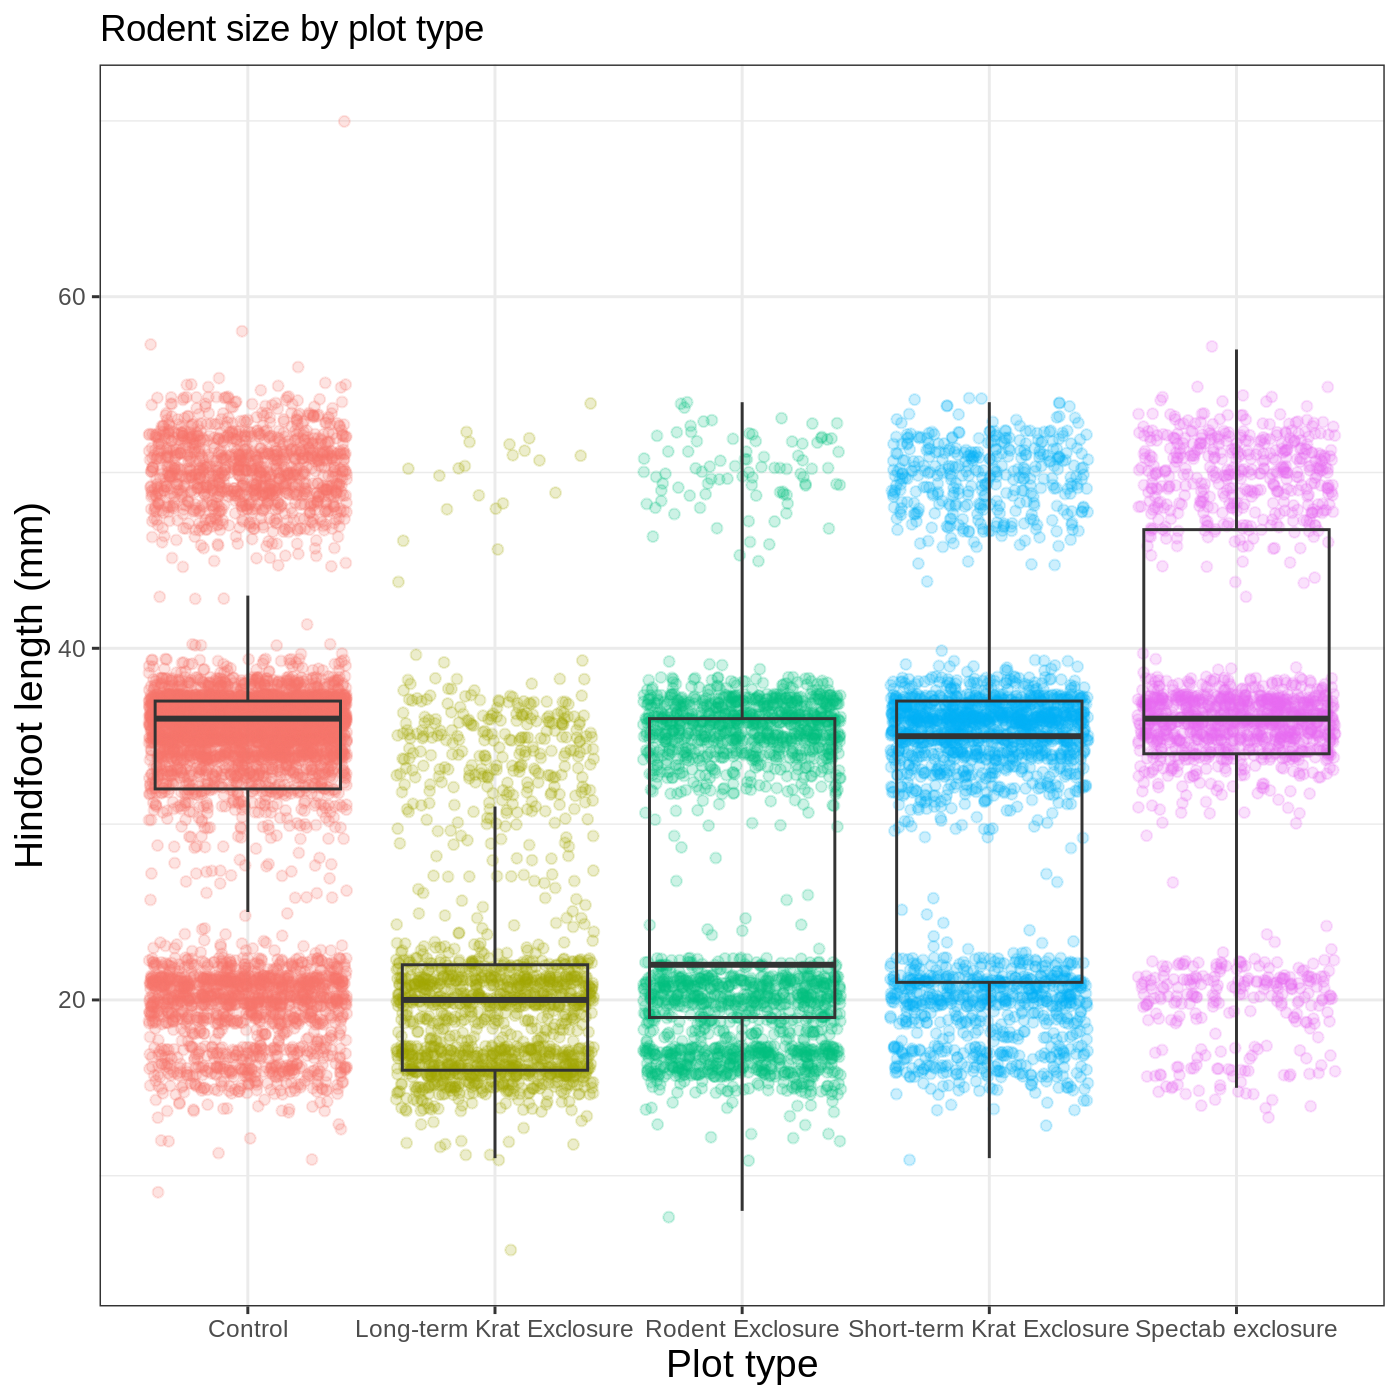 Rodent size by plot type
Hindfoot length (mm)
60
40
20
Control
Long-term Krat Exclosure
Rodent Exclosure
Short-term Krat Exclosure
Spectab exclosure
Plot type